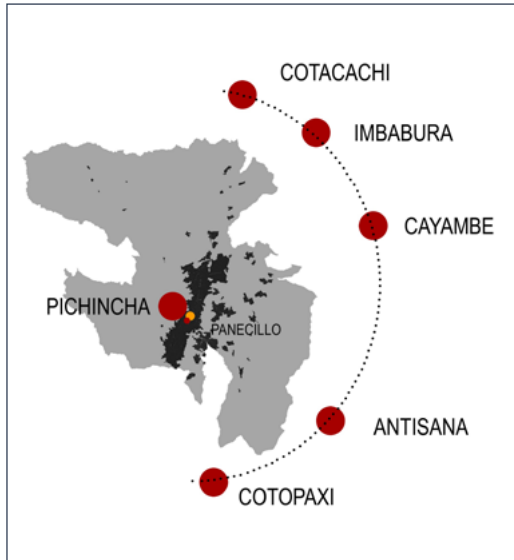 COTACACHI
IMBABURA
CAYAMBE
PICHINCHA
PANECILLO
ANTISANA
COTOPAXI